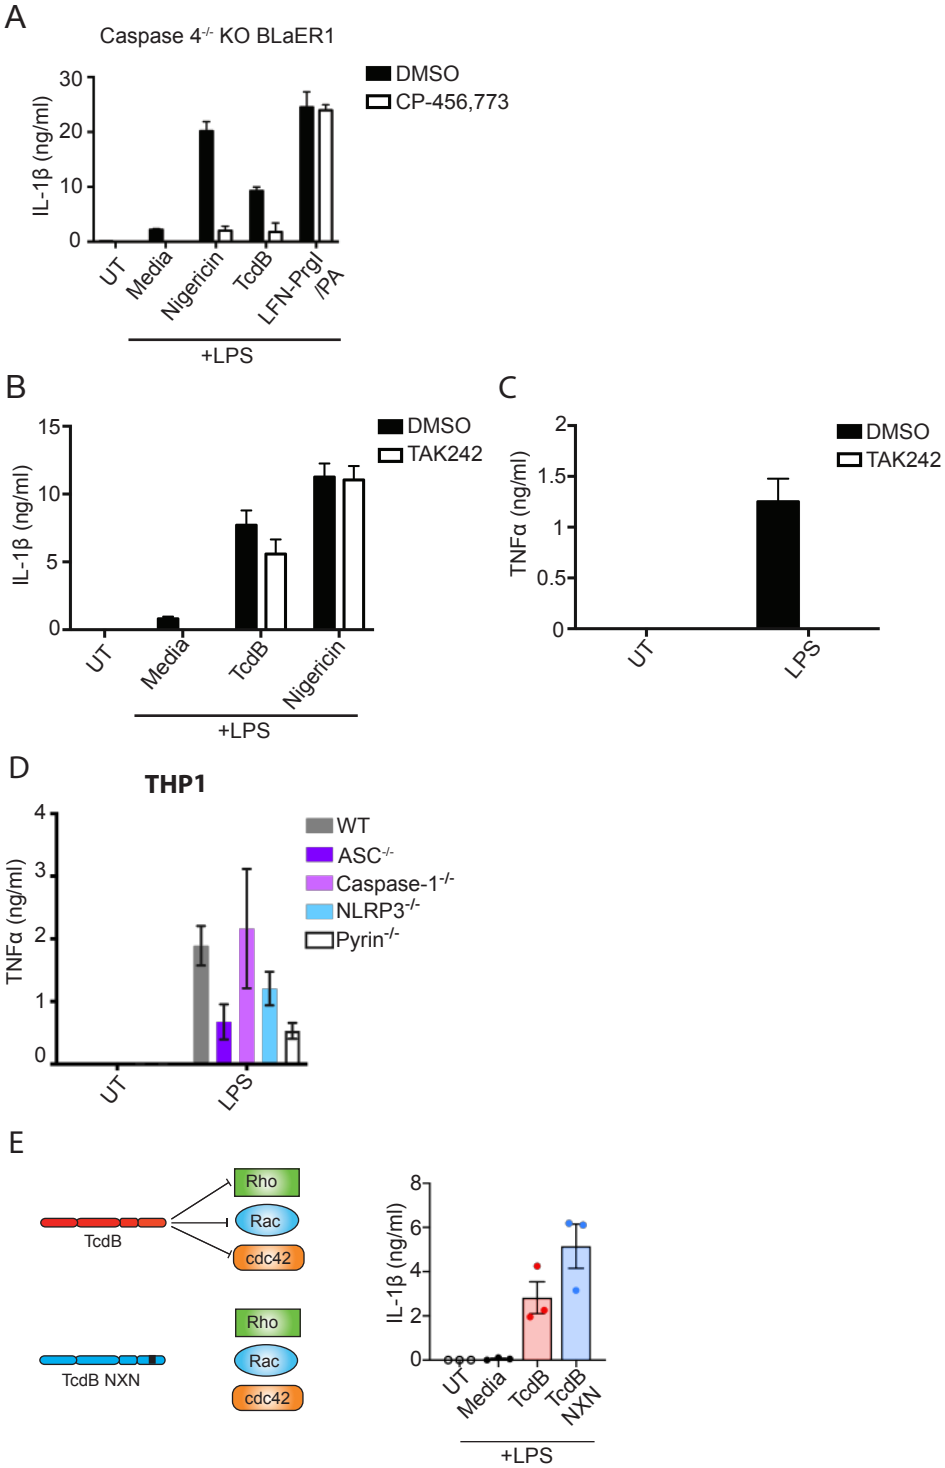 A
Caspase 4-/- KO BLaER1
DMSO
CP-456,773
IL-1β (ng/ml)
30
20
10
0
UT
Media
Nigericin
TcdB
LFN-PrgI
/PA
+LPS
B
DMSO
TAK242
IL-1β (ng/ml)
15
10
5
0
UT
Media
TcdB
Nigericin
+LPS
C
DMSO
TAK242
TNFα (ng/ml)
2
1.5
1
0.5
0
UT
LPS
D
THP1
WT
ASC-/-
Caspase-1-/-
NLRP3-/-
Pyrin-/-
TNFα (ng/ml)
4
3
2
1
0
UT
LPS
E
TcdB
Rho
Rac
cdc42
TcdB NXN
Rho
Rac
cdc42
IL-1β (ng/ml)
8
6
4
2
0
UT
Media
TcdB
TcdB
NXN
+LPS